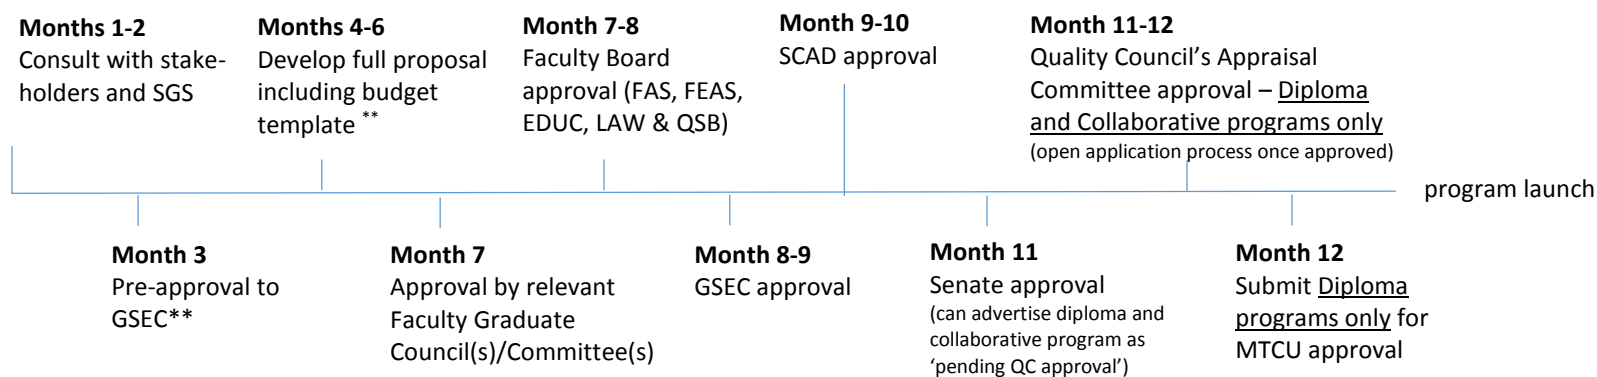 Months 1-2
Consult with stake-
holders and SGS
Months 4-6
Develop full proposal
including budget
template **
Month 7-8
Faculty Board
approval (FAS, FEAS,
EDUC, LAW & QSB)
Month 9-10
SCAD approval
Month 11-12
Quality Council’s Appraisal
Committee approval – Diploma
and Collaborative programs only
(open application process once approved)
program launch
Month 3
Pre-approval to
GSEC**
Month 7
Approval by relevant
Faculty Graduate
Council(s)/Committee(s)
Month 8-9
GSEC approval
Month 11
Senate approval
(can advertise diploma and
collaborative program as
‘pending QC approval’)
Month 12
Submit Diploma
programs only for
MTCU approval